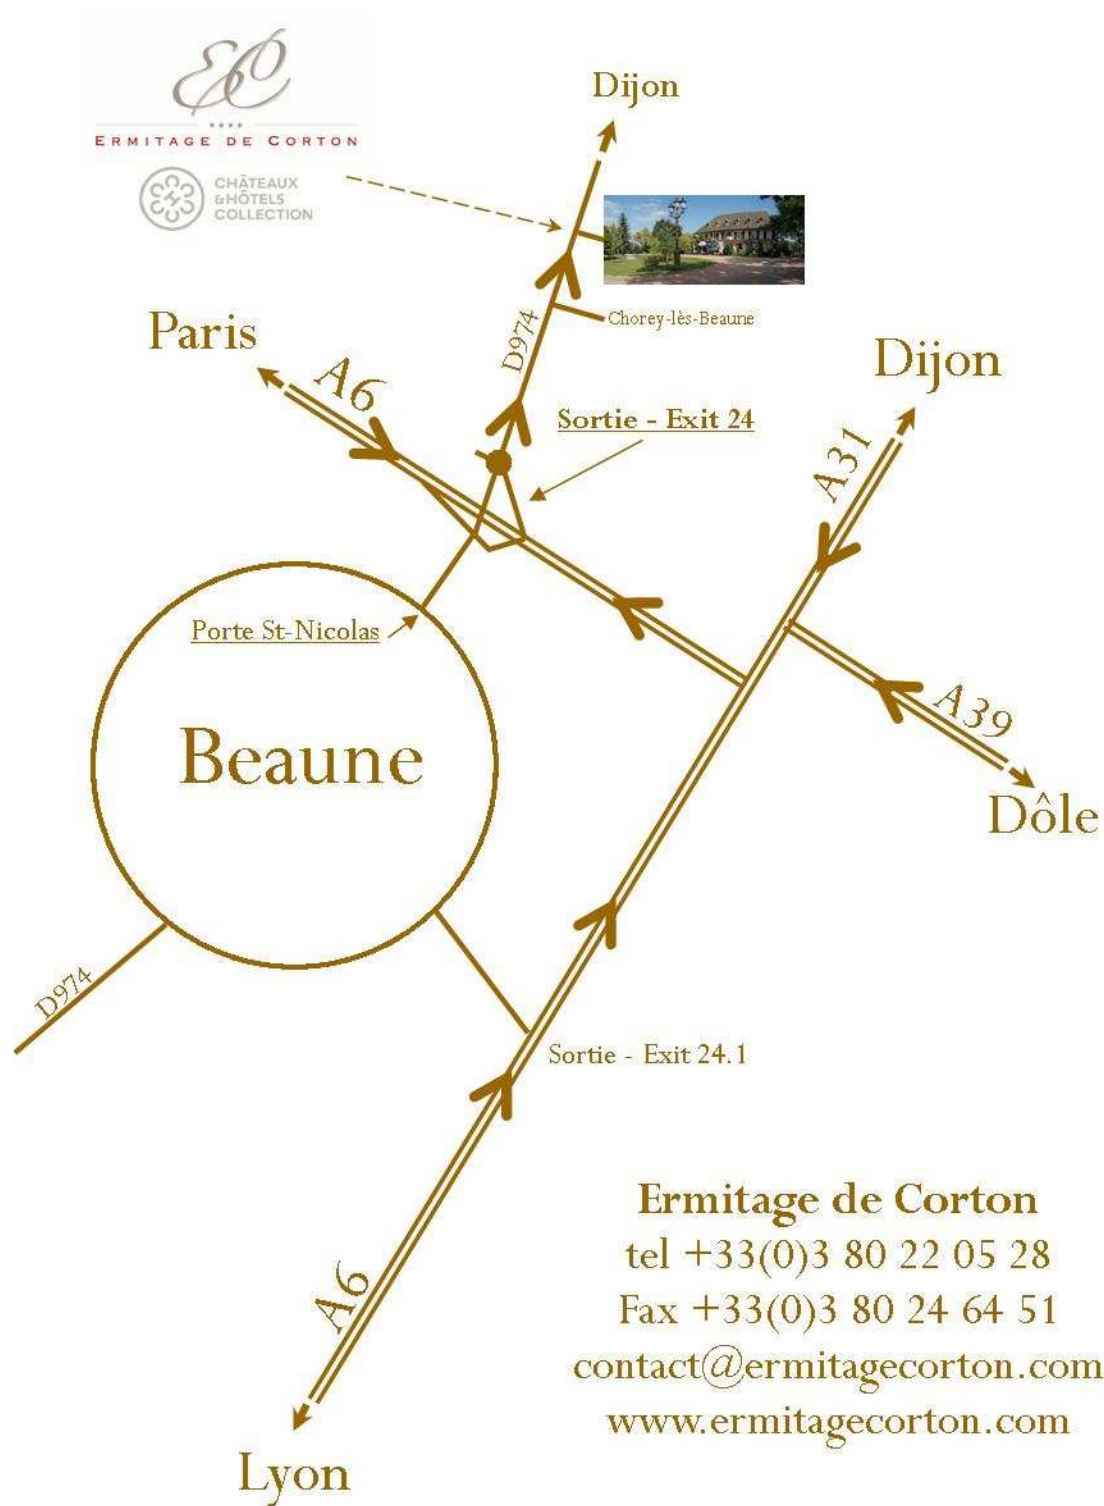 EC
ERMITAGE DE CORTON
CHÂTEAUX
&HÔTELS
COLLECTION
Dijon
D974
Chorey-lès-Beaune
Paris
A6
Sortie - Exit 24
Dijon
A31
Porte St-Nicolas
Beaune
A39
Dôle
D974
Sortie - Exit 24.1
A6
Lyon
Ermitage de Corton
tel +33(0)3 80 22 05 28
Fax +33(0)3 80 24 64 51
contact@ermitagecorton.com
www.ermitagecorton.com